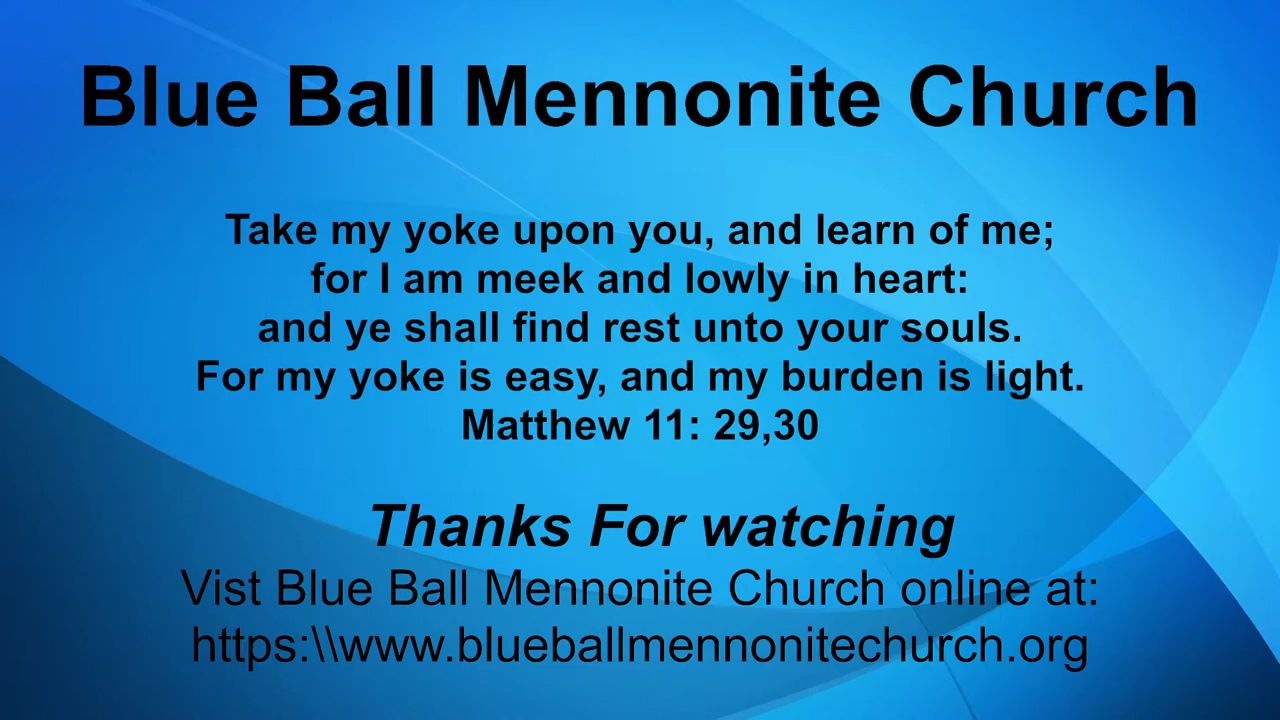 Blue Ball Mennonite Church
Take my yoke upon you, and learn of me;
for I am meek and lowly in heart:
and ye shall find rest unto your souls.
For my yoke is easy, and my burden is light.
Matthew 11: 29,30
Thanks For watching
Vist Blue Ball Mennonite Church online at:
https:\\www.blueballmennonitechurch.org